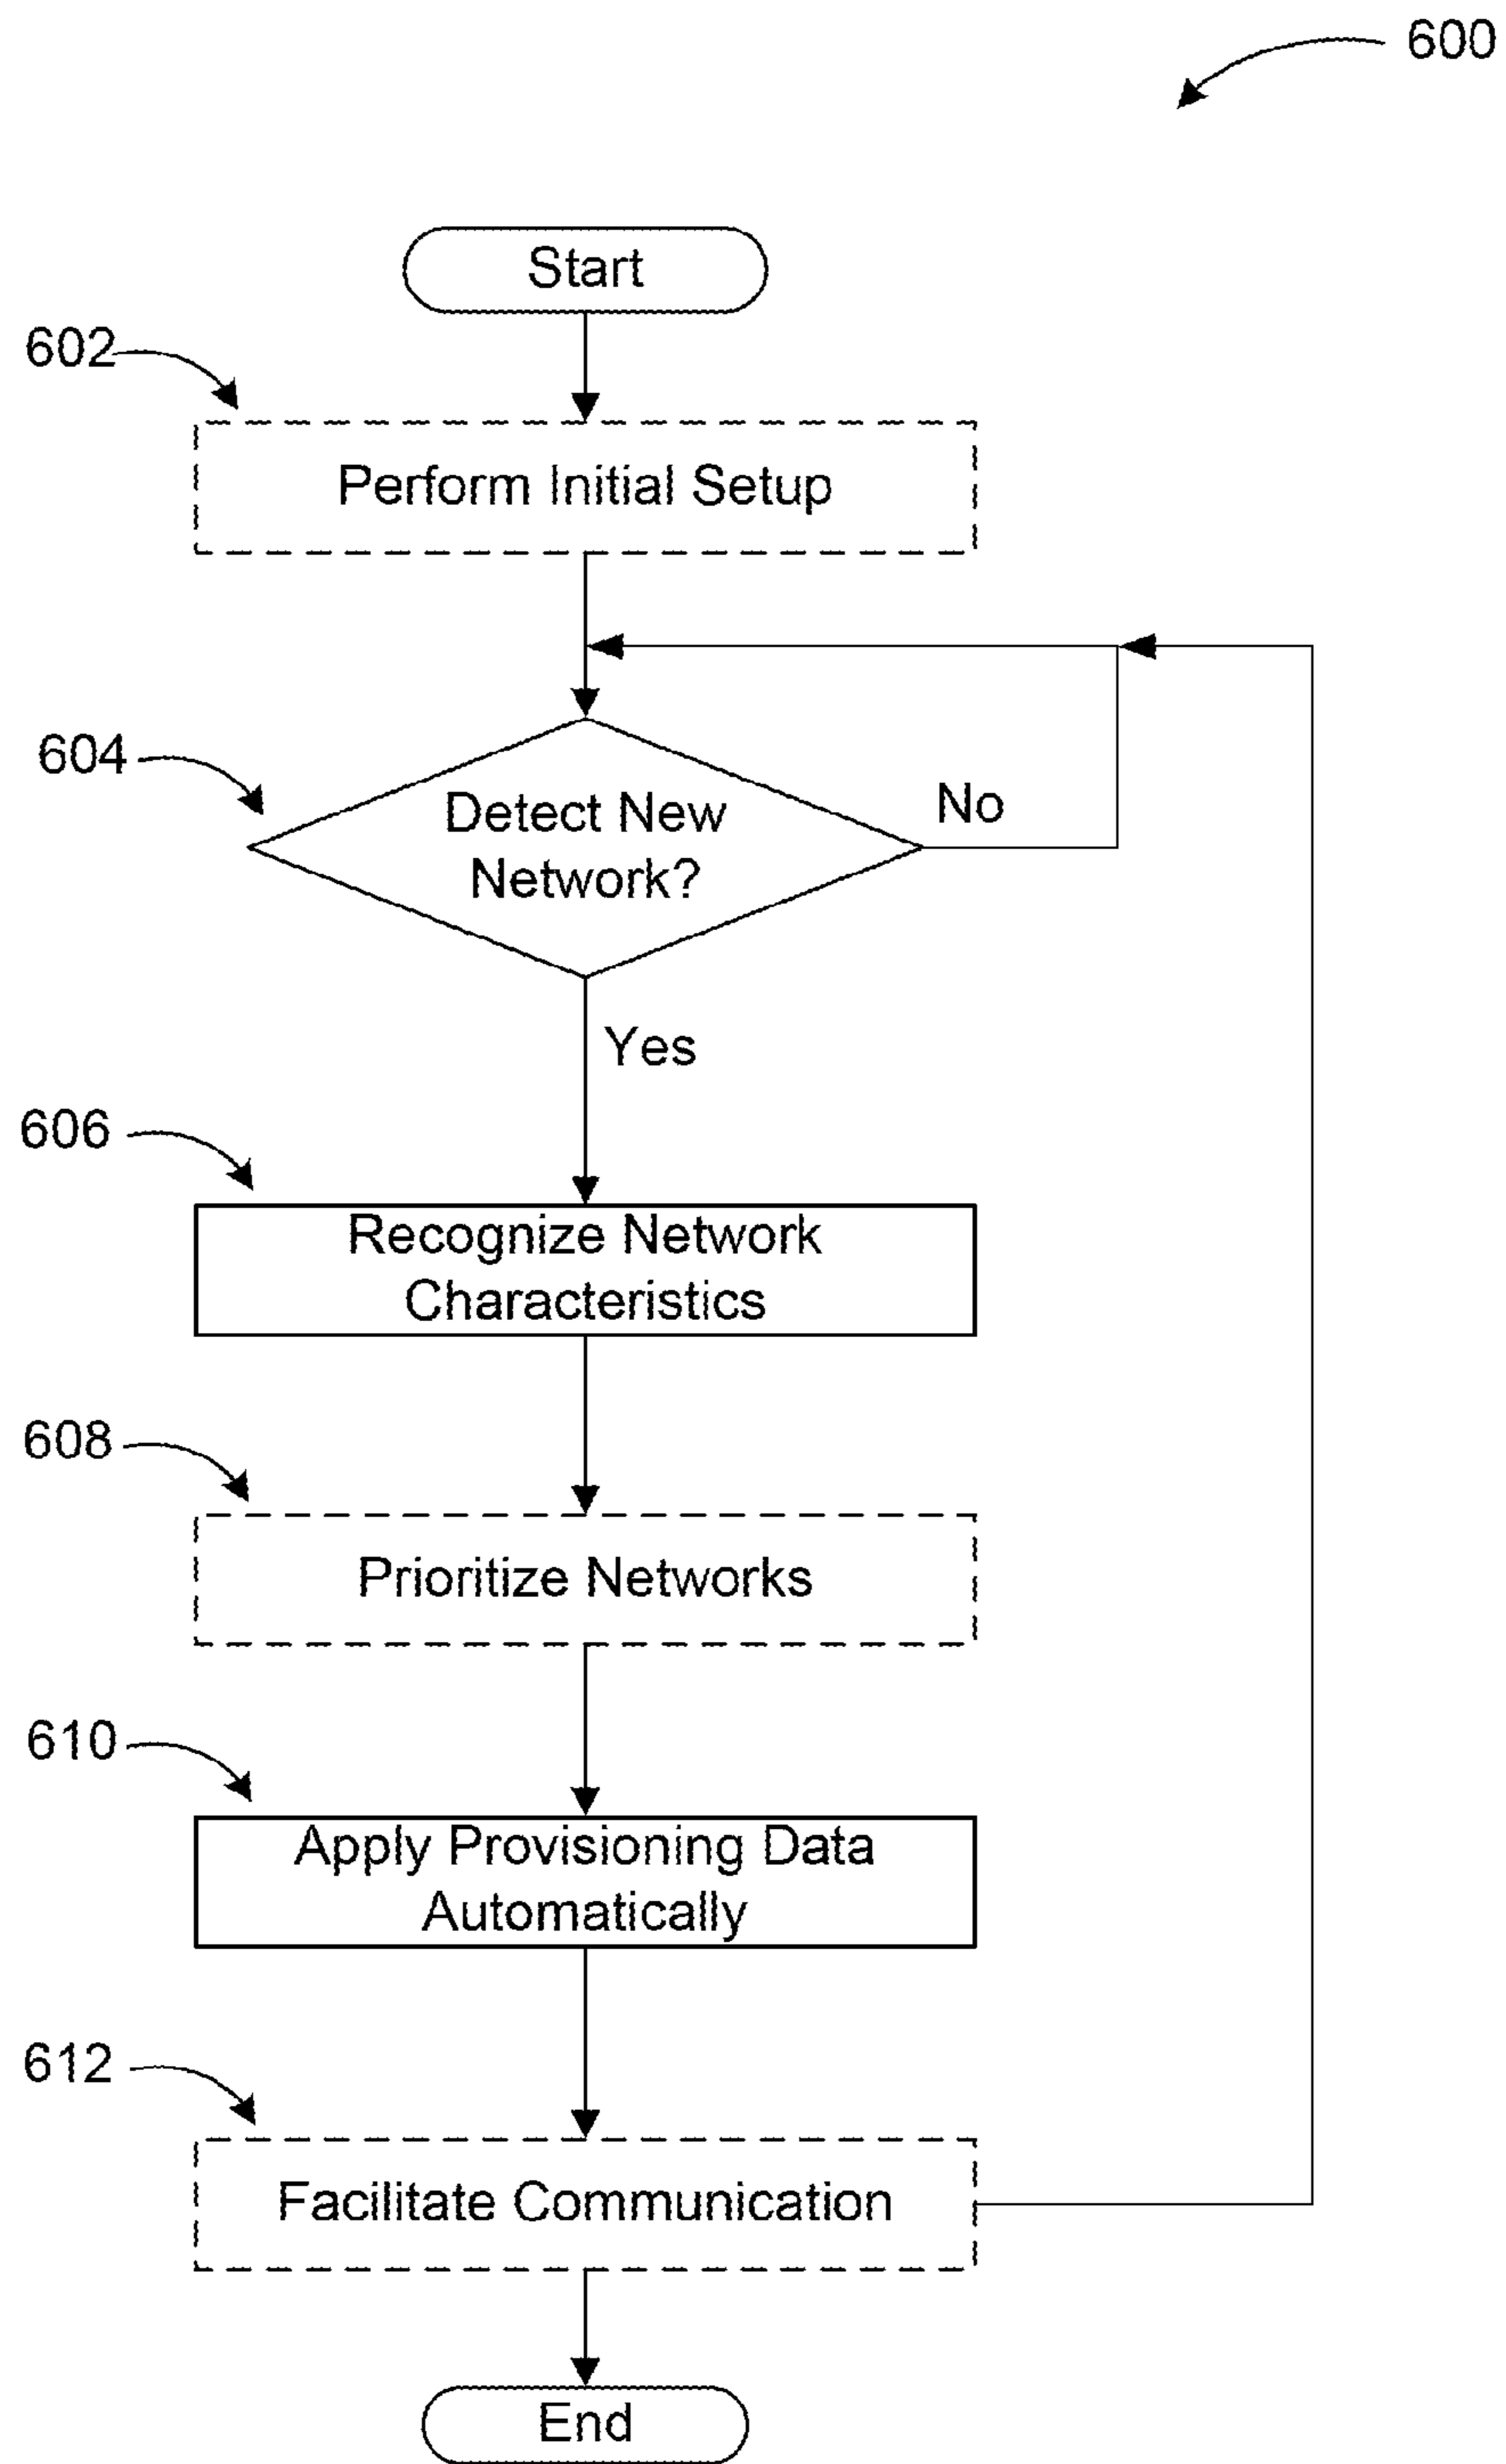 600
Start
602
Perform Initial Setup
604
Detect New
Network?
No
Yes
606
Recognize Network
Characteristics
608
Prioritize Networks
610
Apply Provisioning Data
Automatically
612
Facilitate Communication
End